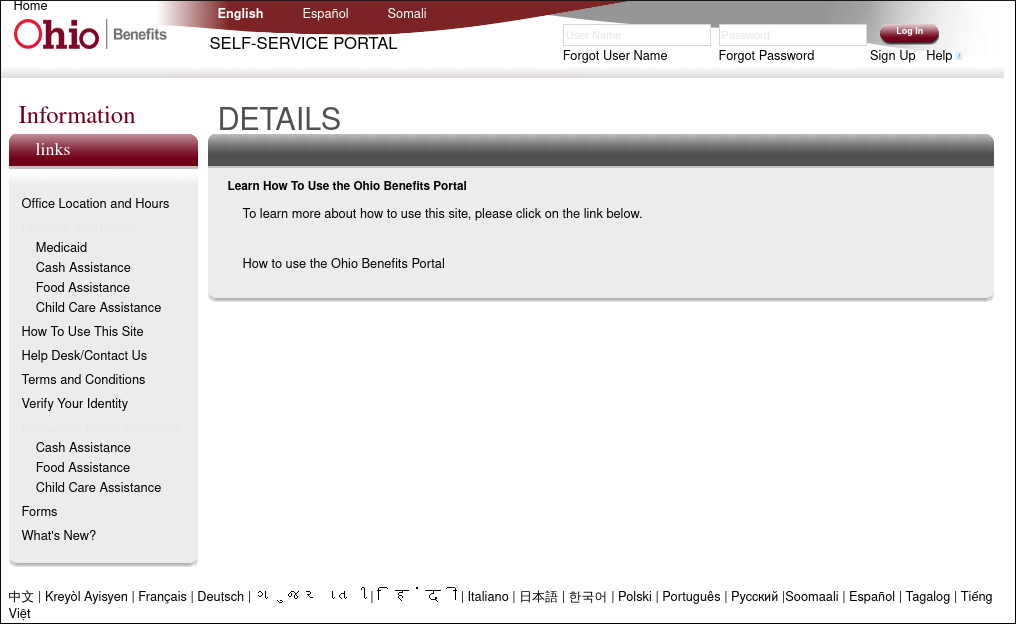 Home
English Español Somali
Ohio Benefits
SELF-SERVICE PORTAL
User Name Password Log In
Forgot User Name Forgot Password Sign Up Help ?
Information
links
Office Location and Hours
Program Information
Medicaid
Cash Assistance
Food Assistance
Child Care Assistance
How To Use This Site
Help Desk/Contact Us
Terms and Conditions
Verify Your Identity
Frequently Asked Questions
Cash Assistance
Food Assistance
Child Care Assistance
Forms
What's New?
DETAILS
Learn How To Use the Ohio Benefits Portal
To learn more about how to use this site, please click on the link below.
How to use the Ohio Benefits Portal
中文 | Kreyòl Ayisyen | Français | Deutsch | ગુજરાતી | हिंदी | Italiano | 日本語 | 한국어 | Polski | Português | Русский |Soomaali | Español | Tagalog | Tiếng
Việt